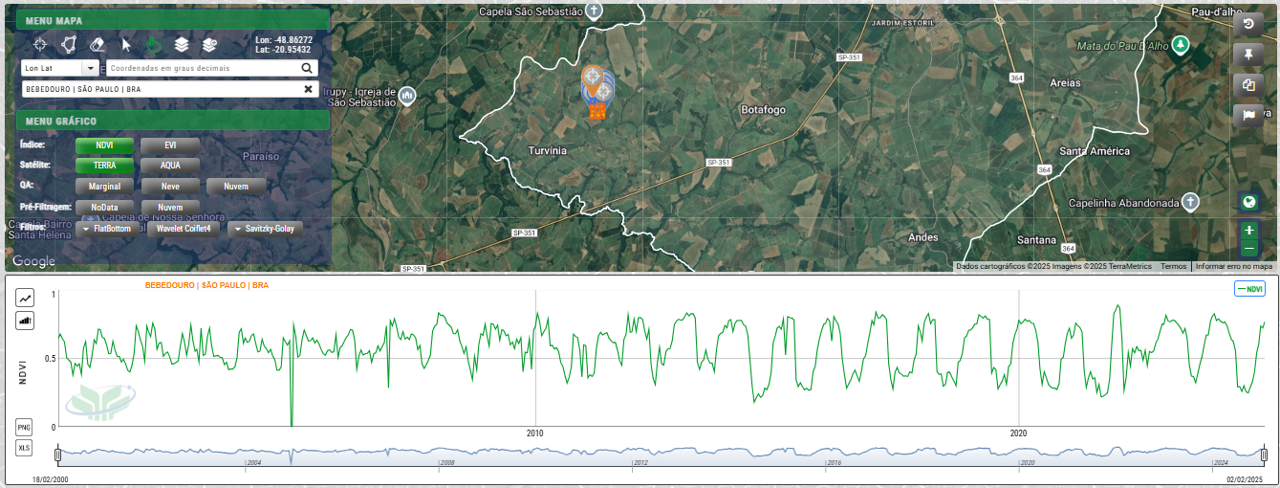 MENU MAPA
Lon: -48.86272
Lat: -20.95432
Lon Lat
Coordenadas em graus decimais
BEBEDOURO | SÃO PAULO | BRA
MENU GRÁFICO
Índice:
NDVI
EVI
Satélite:
TERRA
AQUA
QA:
Marginal
Neve
Nuvem
Pré-Filtragem:
NoData
Nuvem
Filtros:
FlatBottom
Wavelet Coiflet4
Savitzky-Golay
Paraíso
Capela de Nossa Senhora
Capela Bairro
Santa Helena
Google
Capela São Sebastião
Irupy - Igreja de
São Sebastião
Turvínia
Botafogo
JARDIM ESTORIL
Pau-d'alho
Mata do Pau D'Alho
Areias
Santa América
Capelinha Abandonada
Andes
Santana
SP-351
SP-351
SP-351
SP-351
364
364
364
Dados cartográficos ©2025 Imagens ©2025 TerraMetrics
Termos
Informar erro no mapa
BEBEDOURO | SÃO PAULO | BRA
NDVI
1
0.5
0
NDVI
2010
2020
PNG
XLS
2004
2008
2012
2016
2020
2024
18/02/2000
02/02/2025